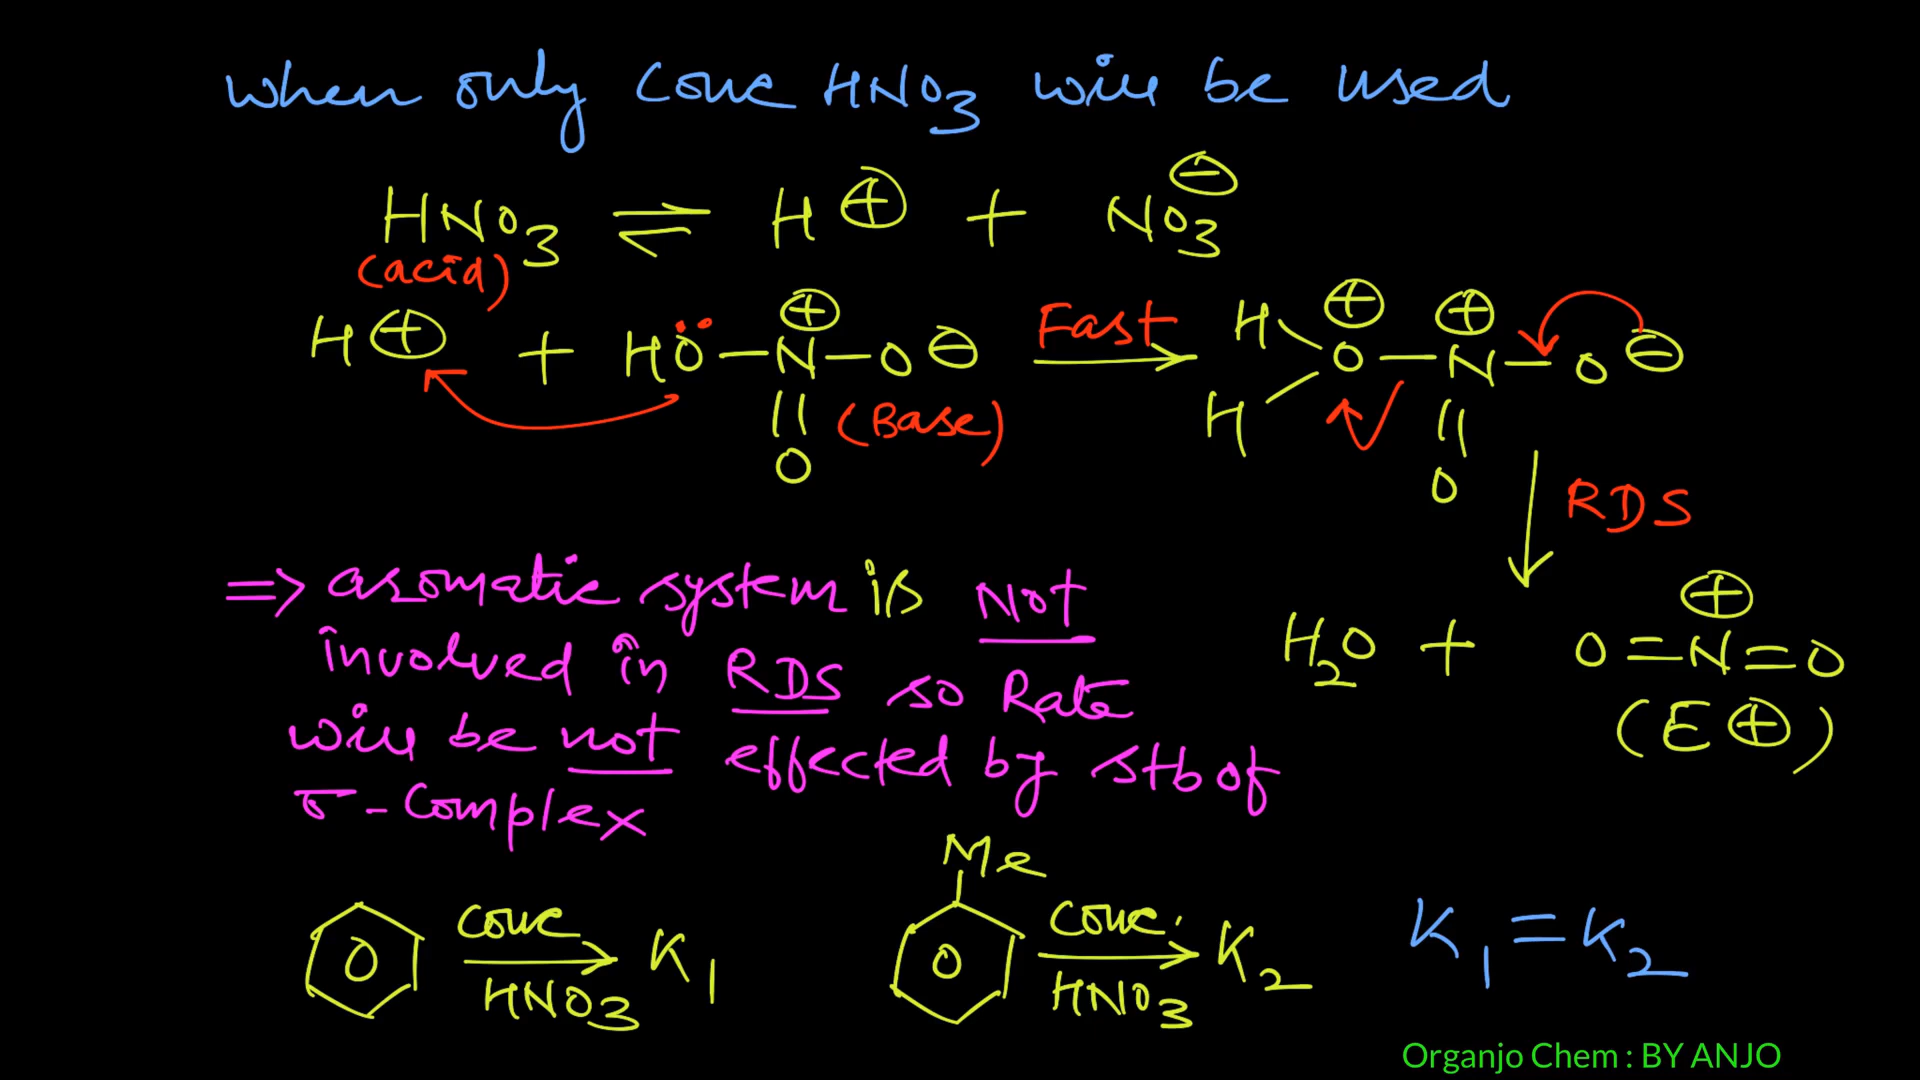 when only conc HNO3 will be used
HNO3 ⇌ H⊕ + NO3⊖
(acid)
H⊕ + HÖ—N⊕—O⊖ Fast → H O⊕—N⊕—O⊖
(Base) H
O O
RDS
⇒ aromatic system is Not
involved in RDS so Rate
will be not effected by stb of
σ-complex
H2O + O=N⊕=O
(E⊕)
conc HNO3 → K1
Me conc. HNO3 → K2
K1 = K2
Organjo Chem : BY ANJO